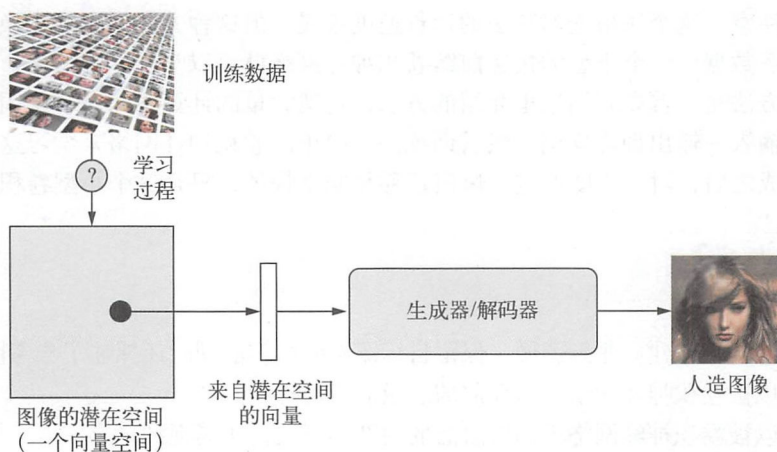 训练数据
?
学习
过程
生成器/解码器
人造图像
来自潜在空间
的向量
图像的潜在空间
（一个向量空间）